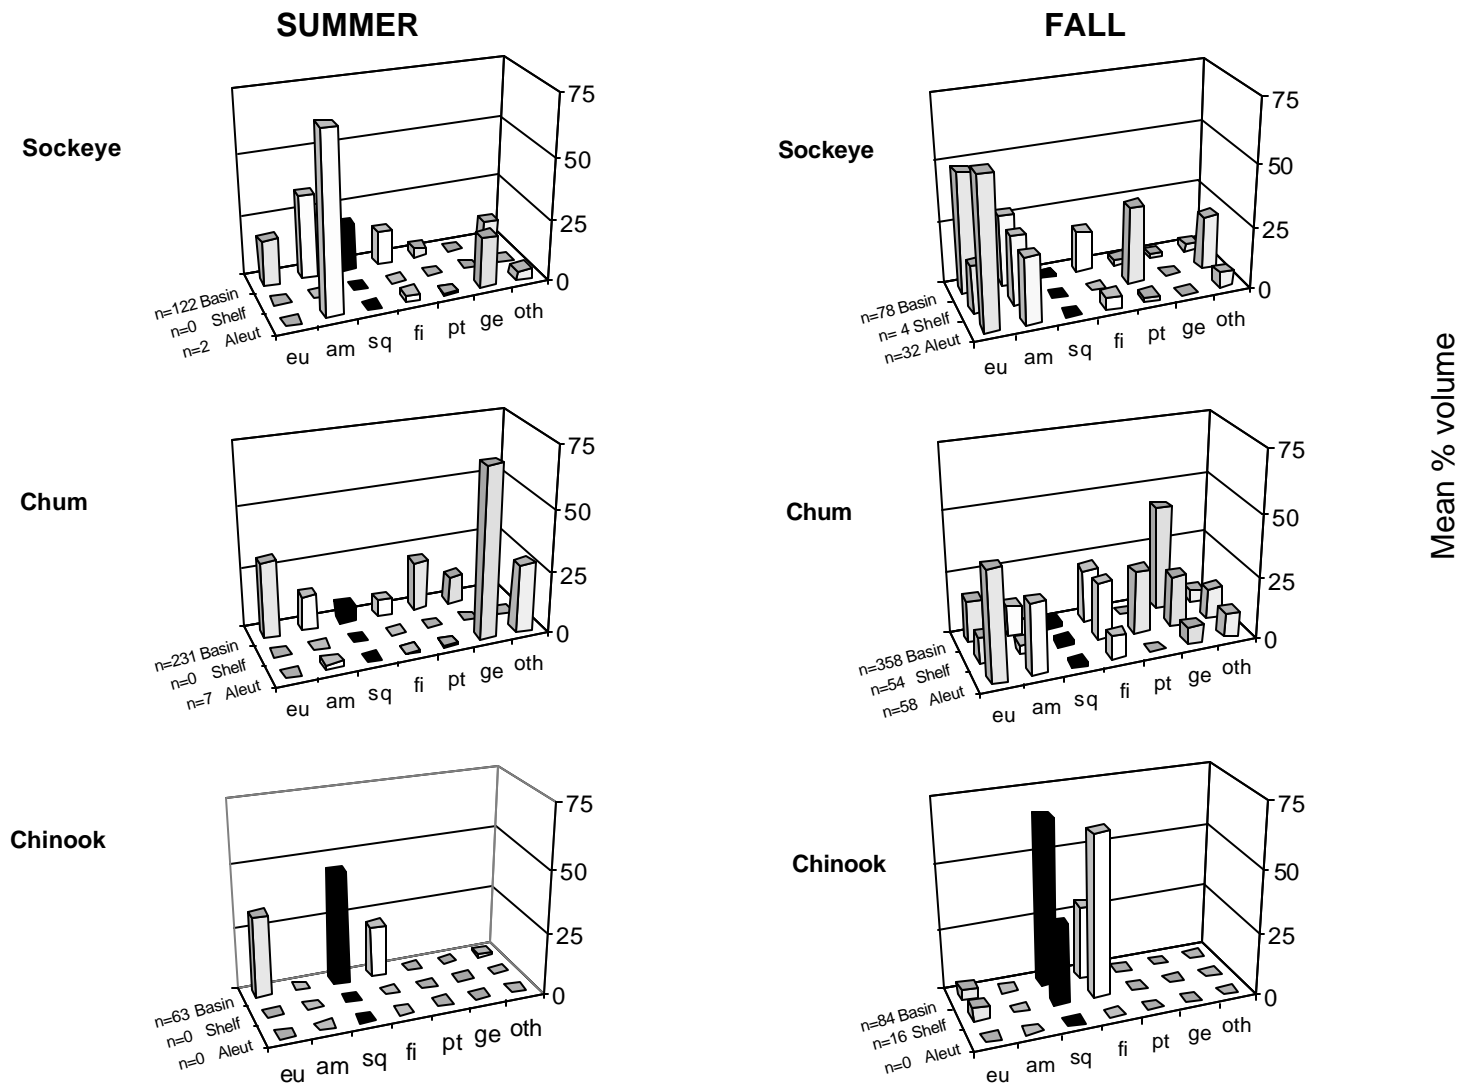 SUMMER
FALL
Sockeye
75
50
25
0
n=122 Basin
n=0 Shelf
n=2 Aleut
eu am sq fi pt ge oth
Sockeye
75
50
25
0
n=78 Basin
n= 4 Shelf
n=32 Aleut
eu am sq fi pt ge oth
Mean % volume
Chum
75
50
25
0
n=231 Basin
n=0 Shelf
n=7 Aleut
eu am sq fi pt ge oth
Chum
75
50
25
0
n=358 Basin
n=54 Shelf
n=58 Aleut
eu am sq fi pt ge oth
Chinook
75
50
25
0
n=63 Basin
n=0 Shelf
n=0 Aleut
eu am sq fi pt ge oth
Chinook
75
50
25
0
n=84 Basin
n=16 Shelf
n=0 Aleut
eu am sq fi pt ge oth